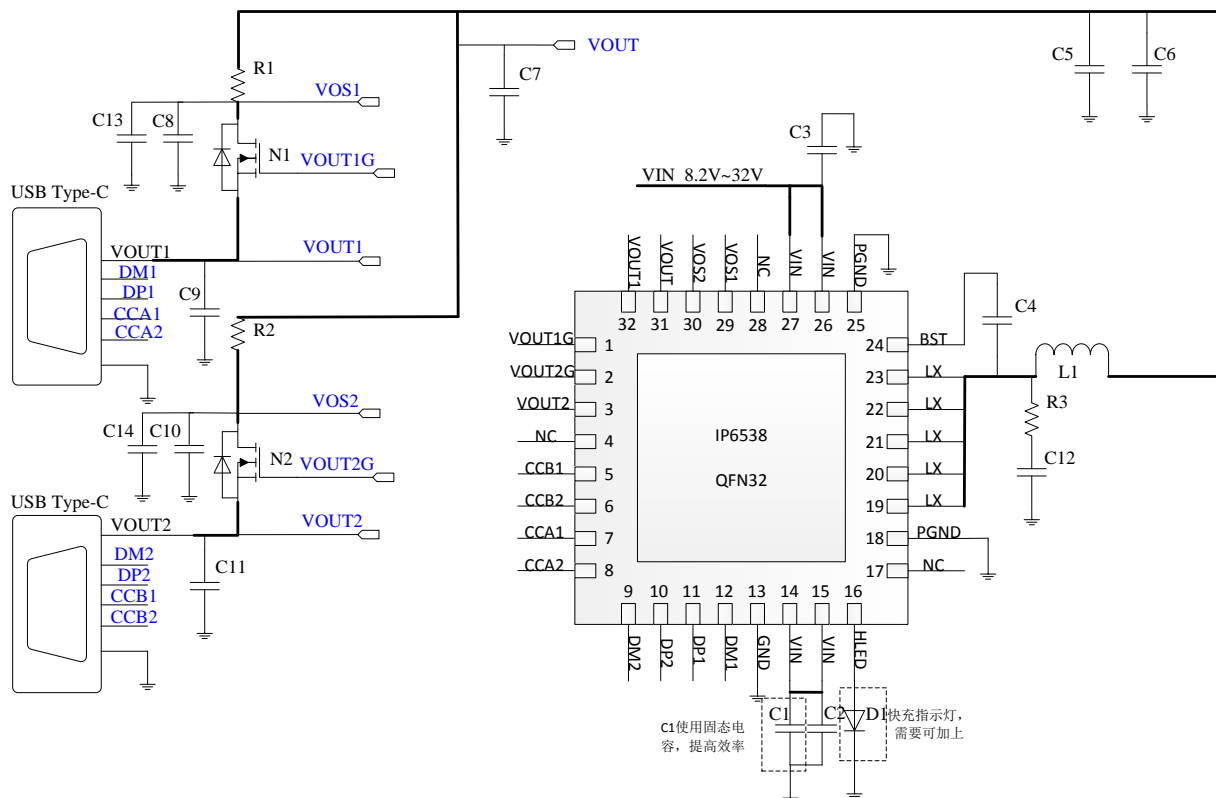 R1
VOS1
C13
C8
N1
VOUT1G
USB Type-C
VOUT1
VOUT1
DM1
DP1
CCA1
CCA2
C9
R2
VOS2
C14
C10
N2
VOUT2G
USB Type-C
VOUT2
VOUT2
DM2
DP2
CCB1
CCB2
C11
VOUT
C7
C5
C6
C3
VIN 8.2V~32V
VOUT1
VOUT
VOS2
VOS1
NC
VIN
VIN
PGND
32
31
30
29
28
27
26
25
VOUT1G
1
VOUT2G
2
VOUT2
3
NC
4
CCB1
5
CCB2
6
CCA1
7
CCA2
8
IP6538
QFN32
24
BST
23
LX
22
LX
21
LX
20
LX
19
LX
18
PGND
17
NC
C4
L1
R3
C12
9
10
11
12
13
14
15
16
DM2
DP2
DP1
DM1
GND
VIN
VIN
HLED
C1使用固态电
容，提高效率
C1
C2
D1
快充指示灯，
需要可加上